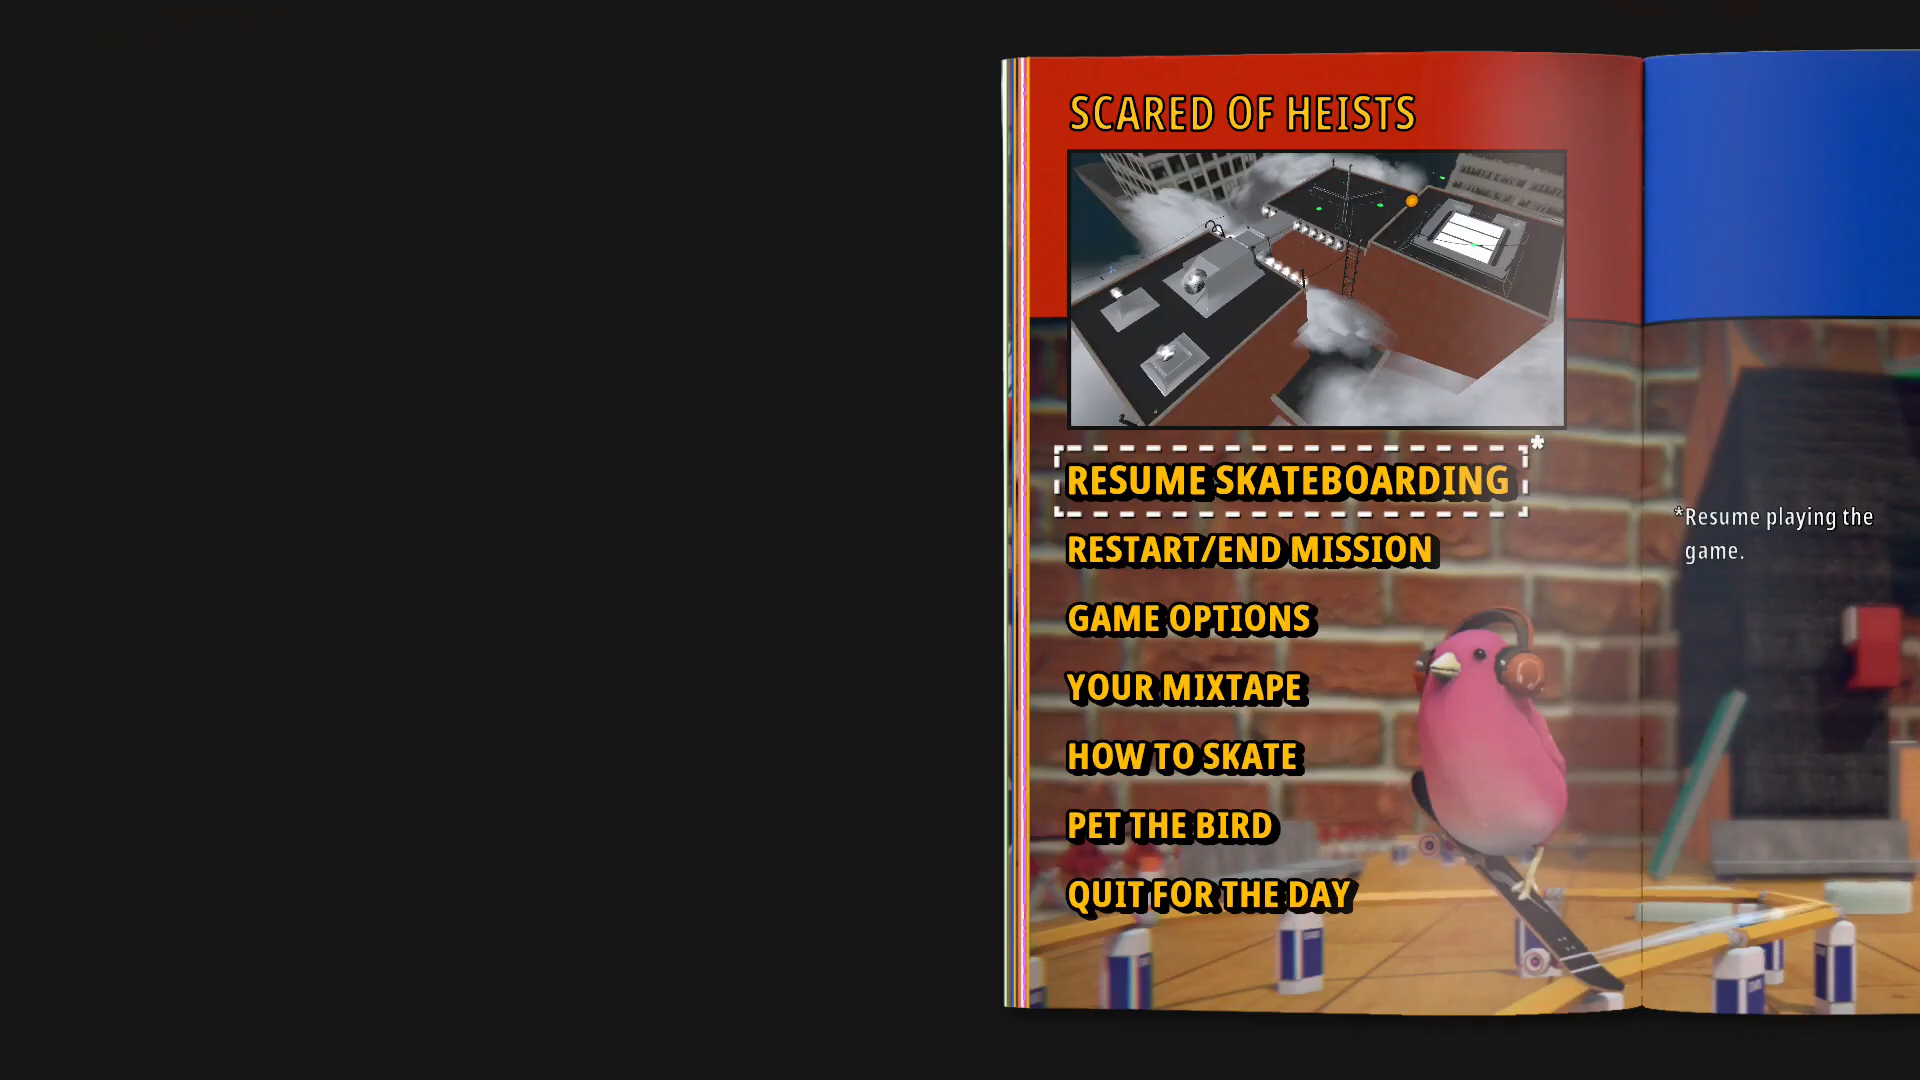 SCARED OF HEISTS
RESUME SKATEBOARDING*
RESTART/END MISSION
GAME OPTIONS
YOUR MIXTAPE
HOW TO SKATE
PET THE BIRD
QUIT FOR THE DAY
*Resume playing the
game.